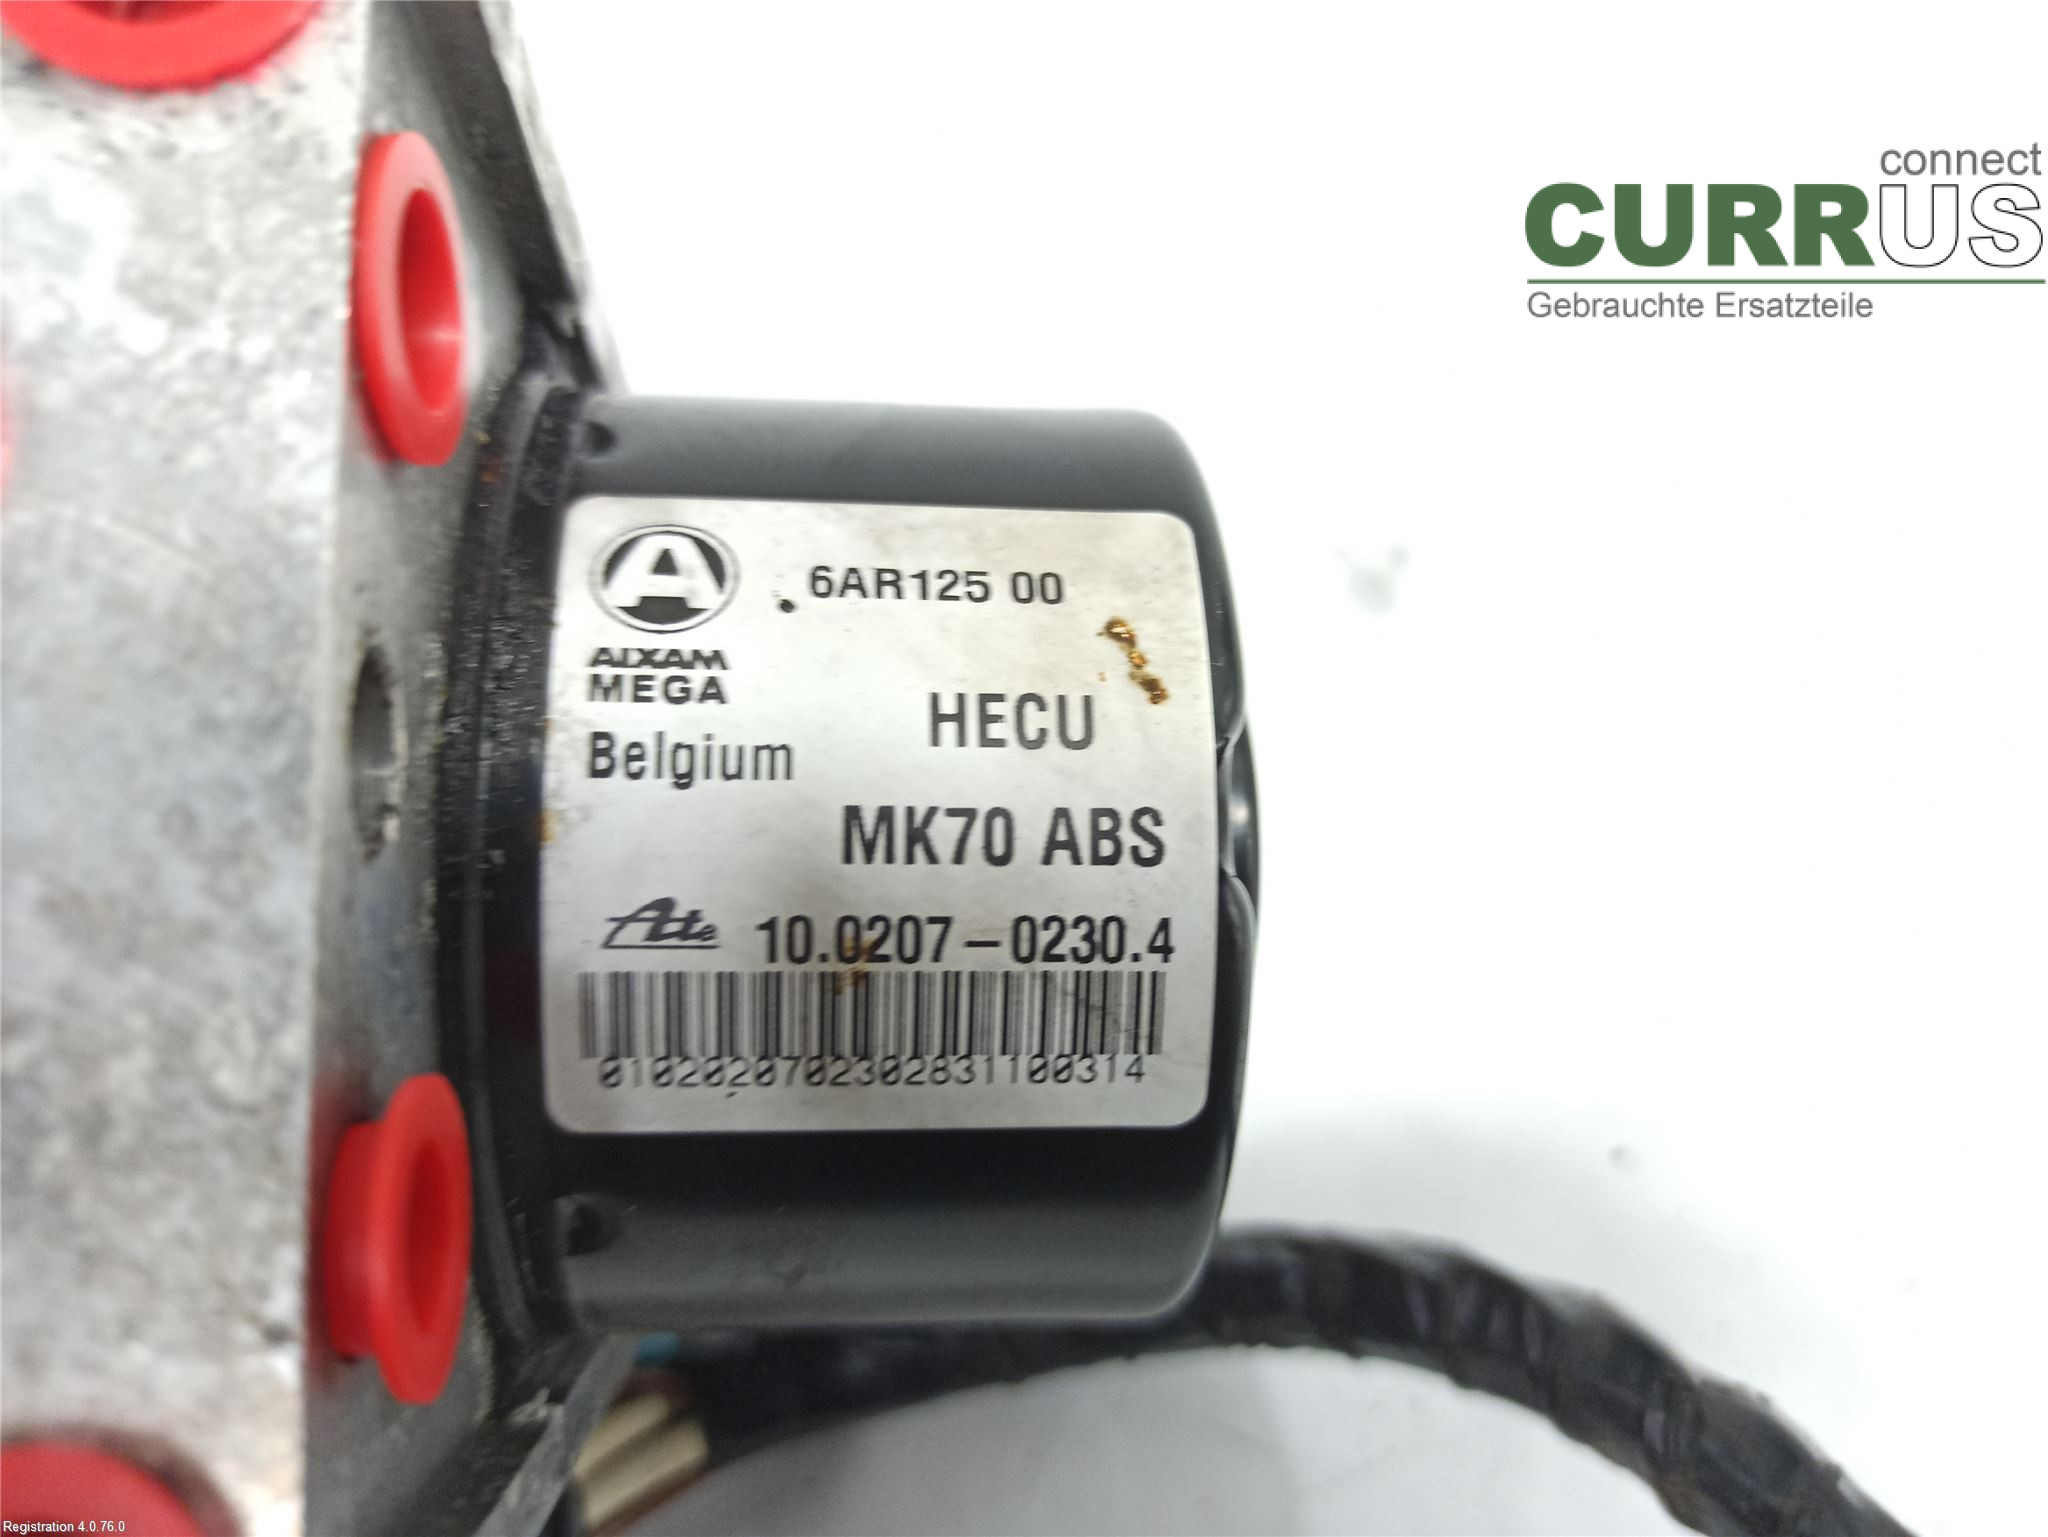 connect
CURRUS
Gebrauchte Ersatzteile
A
6AR125 00
AIXAM
MEGA
HECU
Belgium
MK70 ABS
Ate 10.0207-0230.4
0102020702302831100314
Registration 4.0.76.0